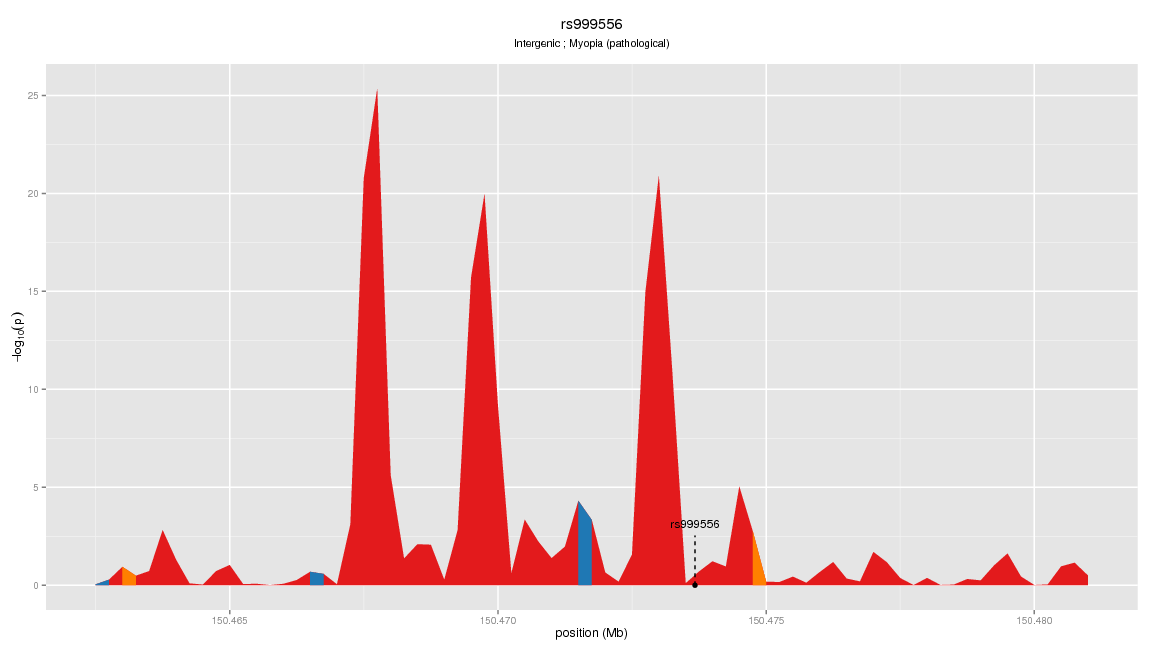 rs999556
Intergenic ; Myopia (pathological)
25
20
15
10
5
0
−log10(p)
rs999556
150.465
150.470
150.475
150.480
position (Mb)